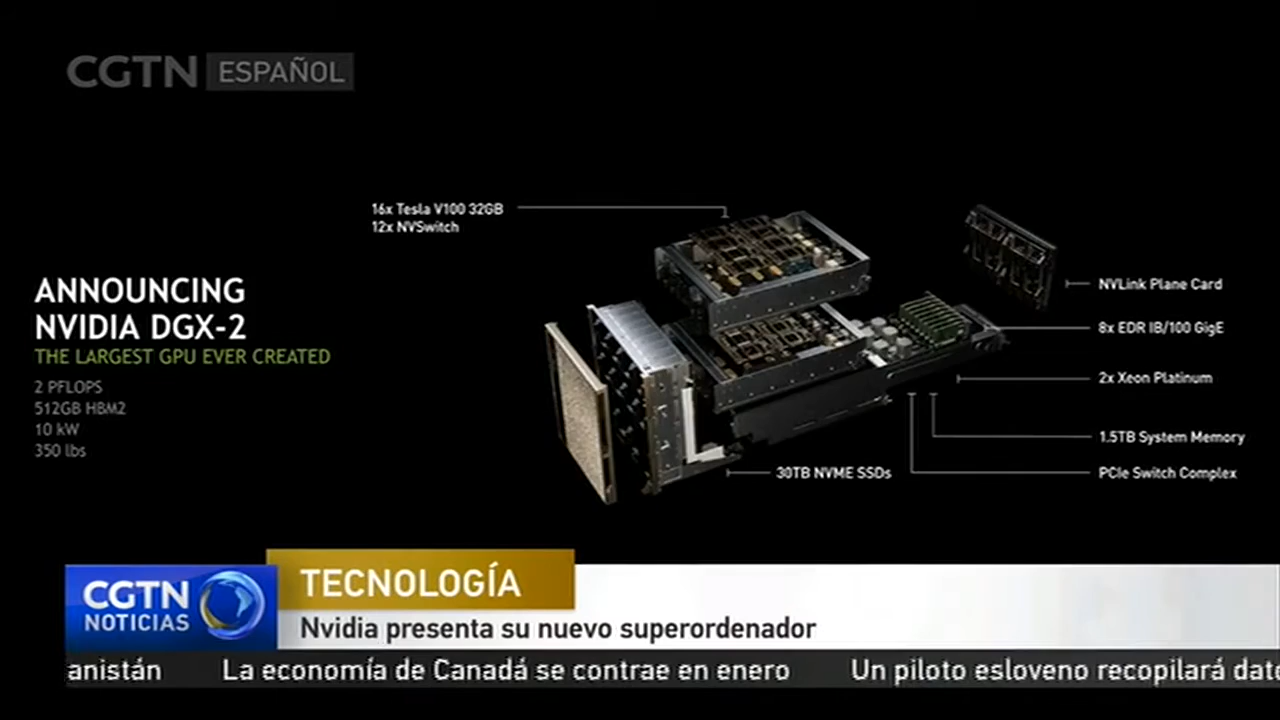 CGTN ESPAÑOL
16x Tesla V100 32GB
12x NVSwitch
ANNOUNCING
NVIDIA DGX-2
THE LARGEST GPU EVER CREATED
2 PFLOPS
512GB HBM2
10 kW
350 lbs
NVLink Plane Card
8x EDR IB/100 GigE
2x Xeon Platinum
1.5TB System Memory
PCIe Switch Complex
30TB NVME SSDs
CGTN
NOTICIAS
TECNOLOGÍA
Nvidia presenta su nuevo superordenador
anistán La economía de Canadá se contrae en enero Un piloto esloveno recopilará dato